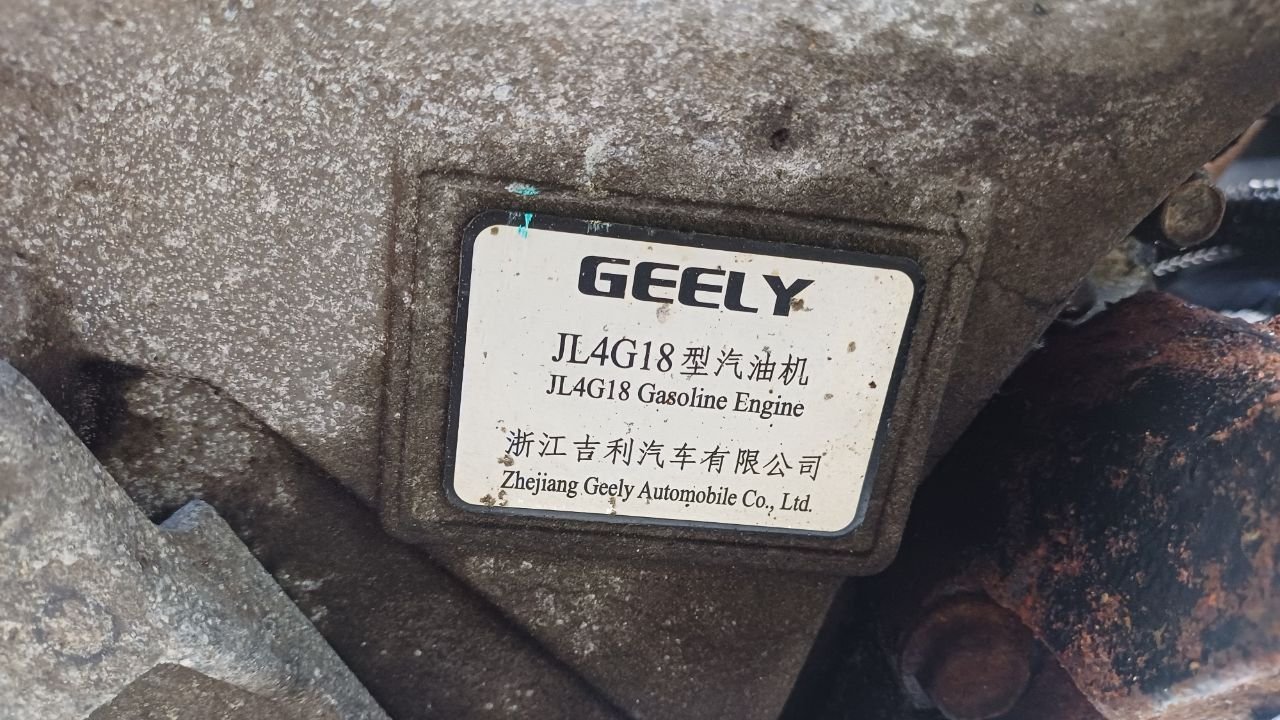 GEELY
JL4G18型汽油机
JL4G18 Gasoline Engine
浙江吉利汽车有限公司
Zhejiang Geely Automobile Co., Ltd.